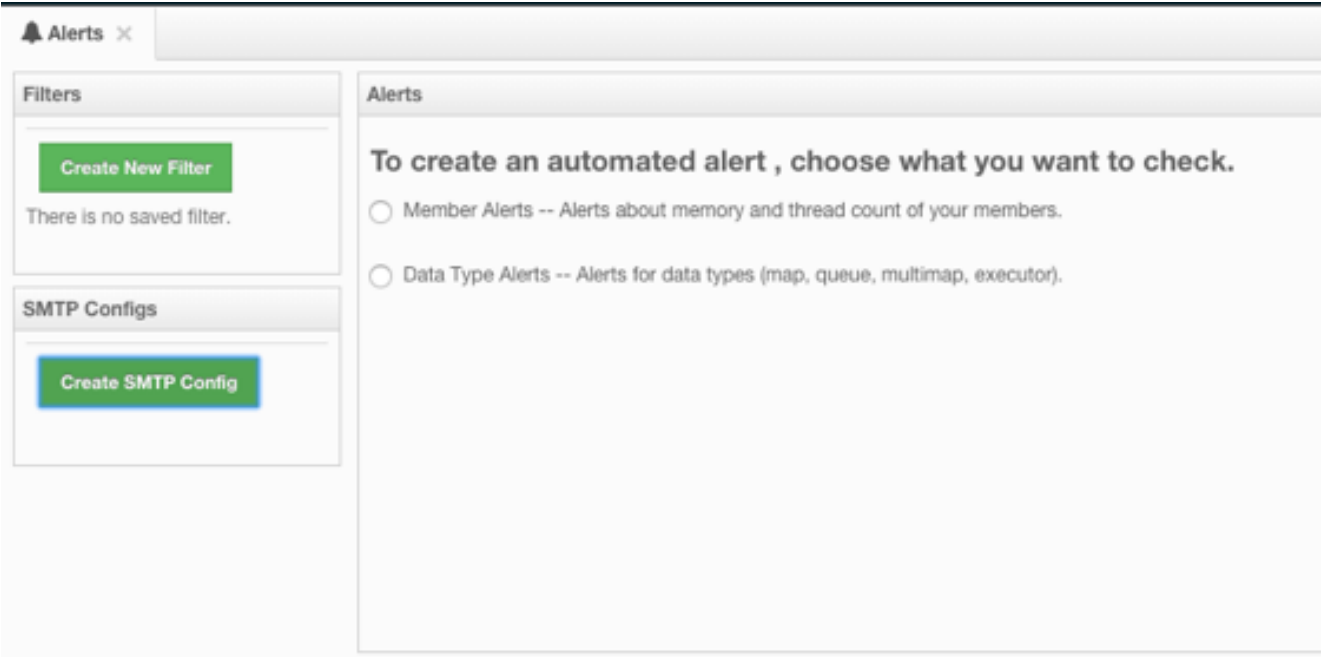 Alerts
Filters
Create New Filter
There is no saved filter.
SMTP Configs
Create SMTP Config
Alerts
To create an automated alert , choose what you want to check.
Member Alerts -- Alerts about memory and thread count of your members.
Data Type Alerts -- Alerts for data types (map, queue, multimap, executor).